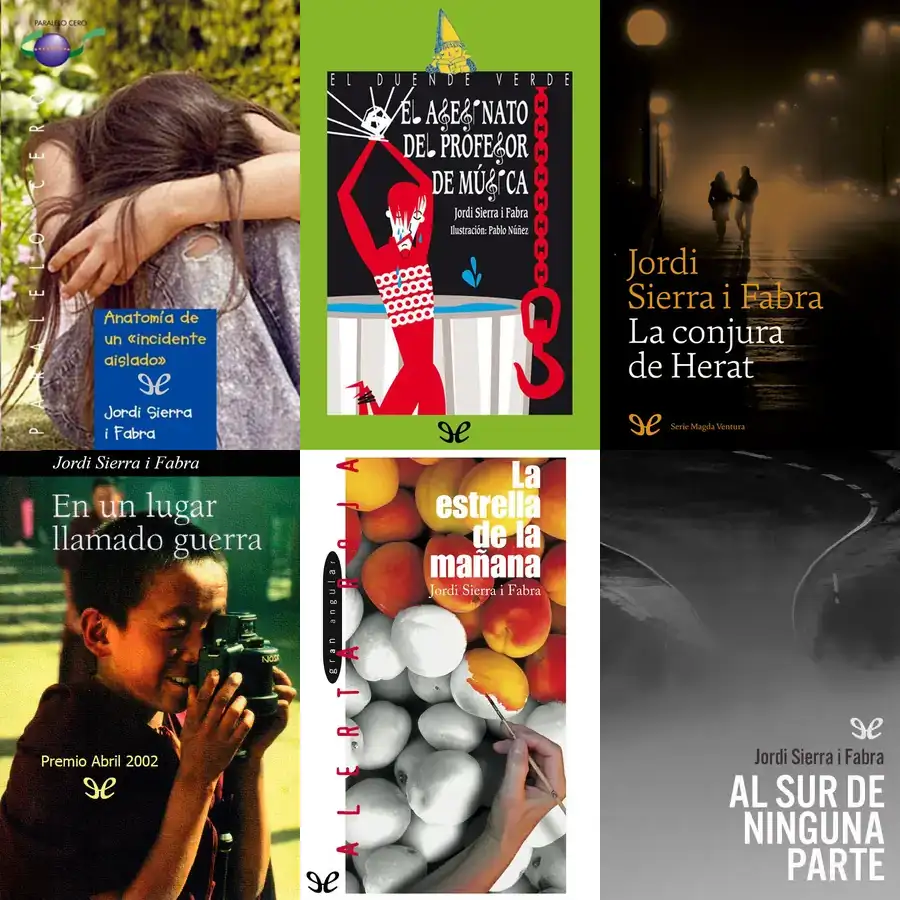 PARALELO CERO
PARALELO CERO
Anatomía de
un «incidente
aislado»
Jordi Sierra
i Fabra
EL DUENDE VERDE
EL ASESINATO
DEL PROFESOR
DE MÚSICA
Jordi Sierra i Fabra
Ilustración: Pablo Núñez
Jordi
Sierra i Fabra
La conjura
de Herat
Serie Magda Ventura
Jordi Sierra i Fabra
En un lugar
llamado guerra
Premio Abril 2002
La
estrella
de la
mañana
Jordi Sierra i Fabra
gran angular
ALERTA ROJA
Jordi Sierra i Fabra
AL SUR DE
NINGUNA
PARTE